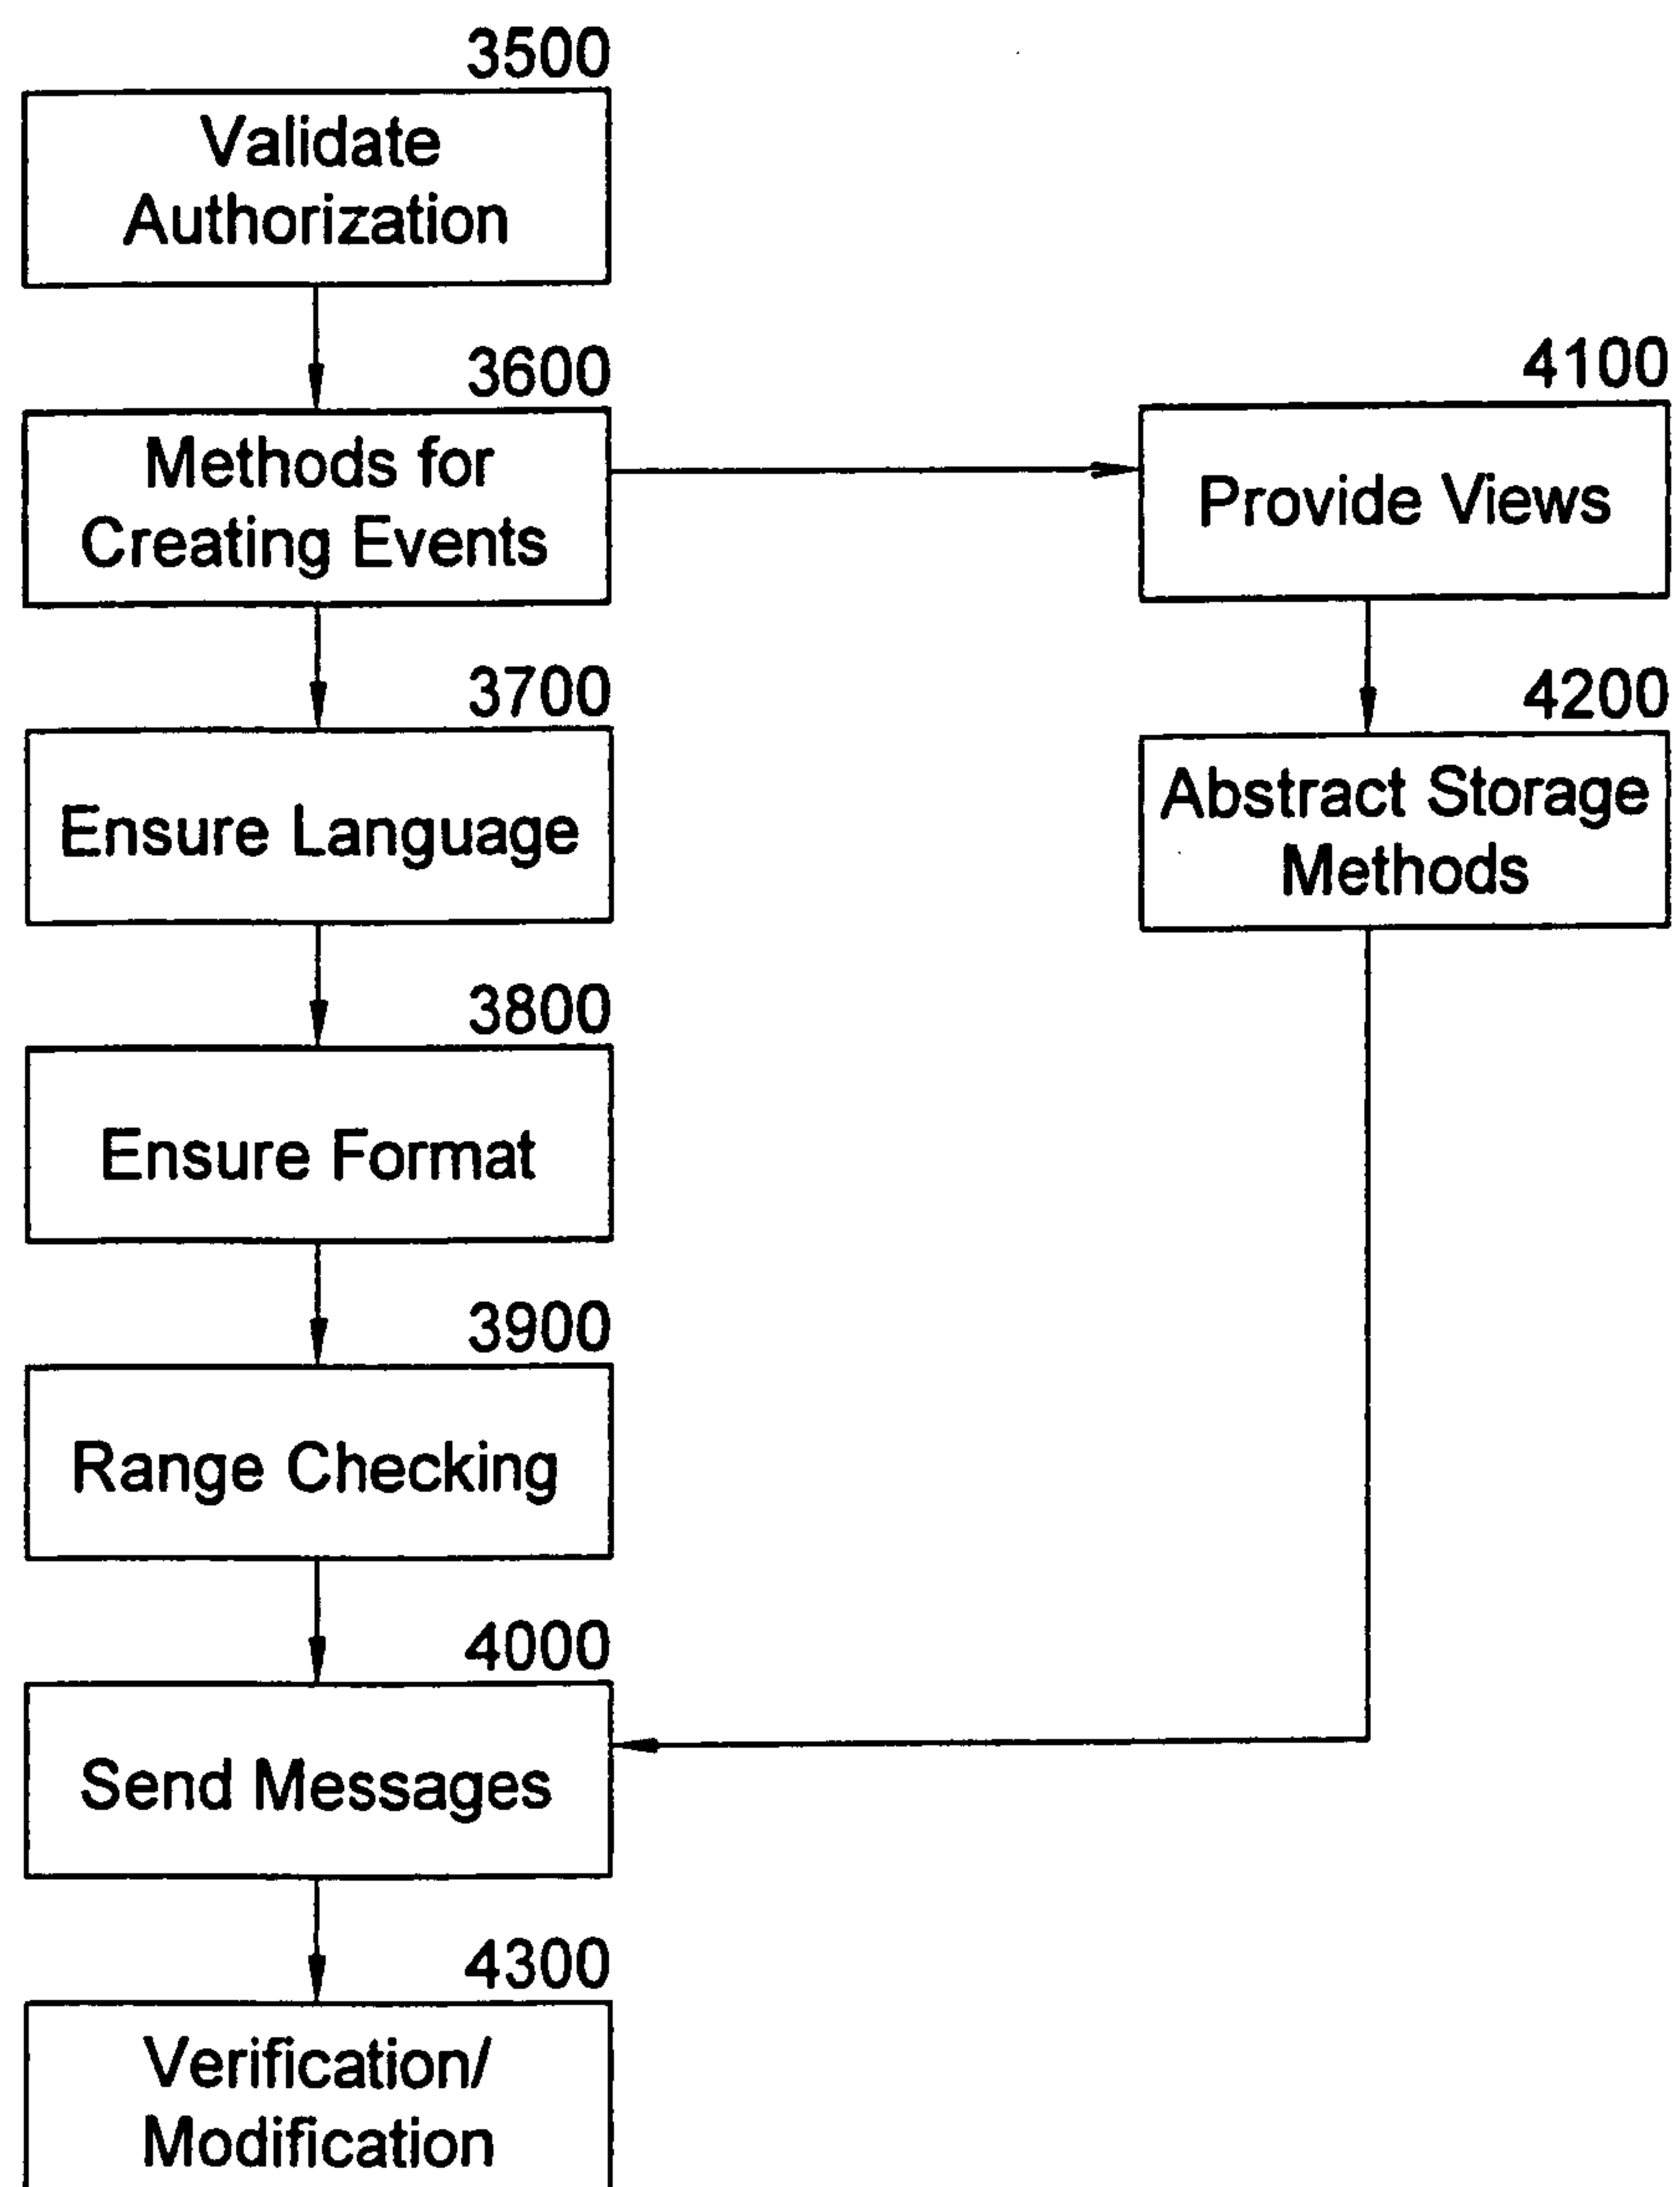 3500
Validate
Authorization
3600
Methods for
Creating Events
4100
Provide Views
3700
Ensure Language
4200
Abstract Storage
Methods
3800
Ensure Format
3900
Range Checking
4000
Send Messages
4300
Verification/
Modification